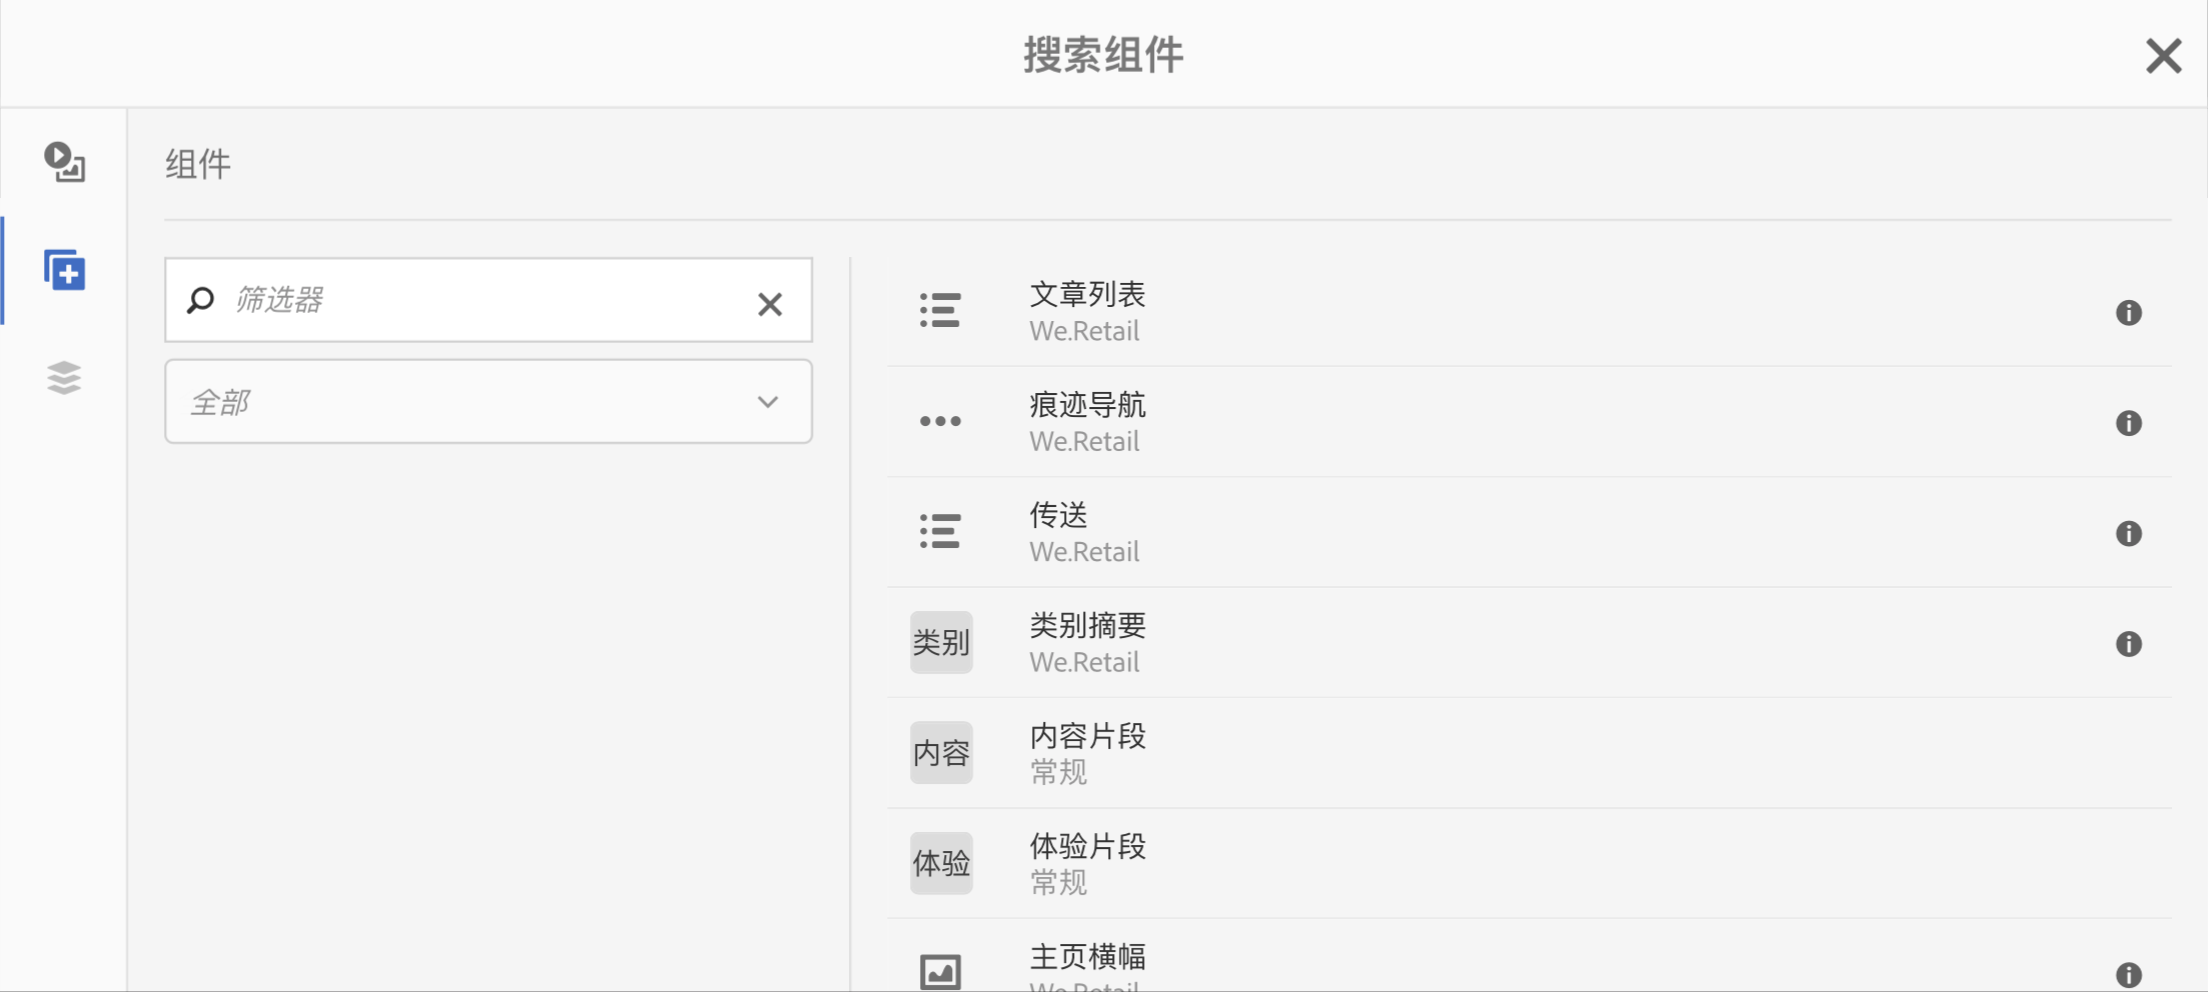 搜索组件
组件
筛选器
全部
文章列表
We.Retail
痕迹导航
We.Retail
传送
We.Retail
类别
类别摘要
We.Retail
内容
内容片段
常规
体验
体验片段
常规
主页横幅
We.Retail